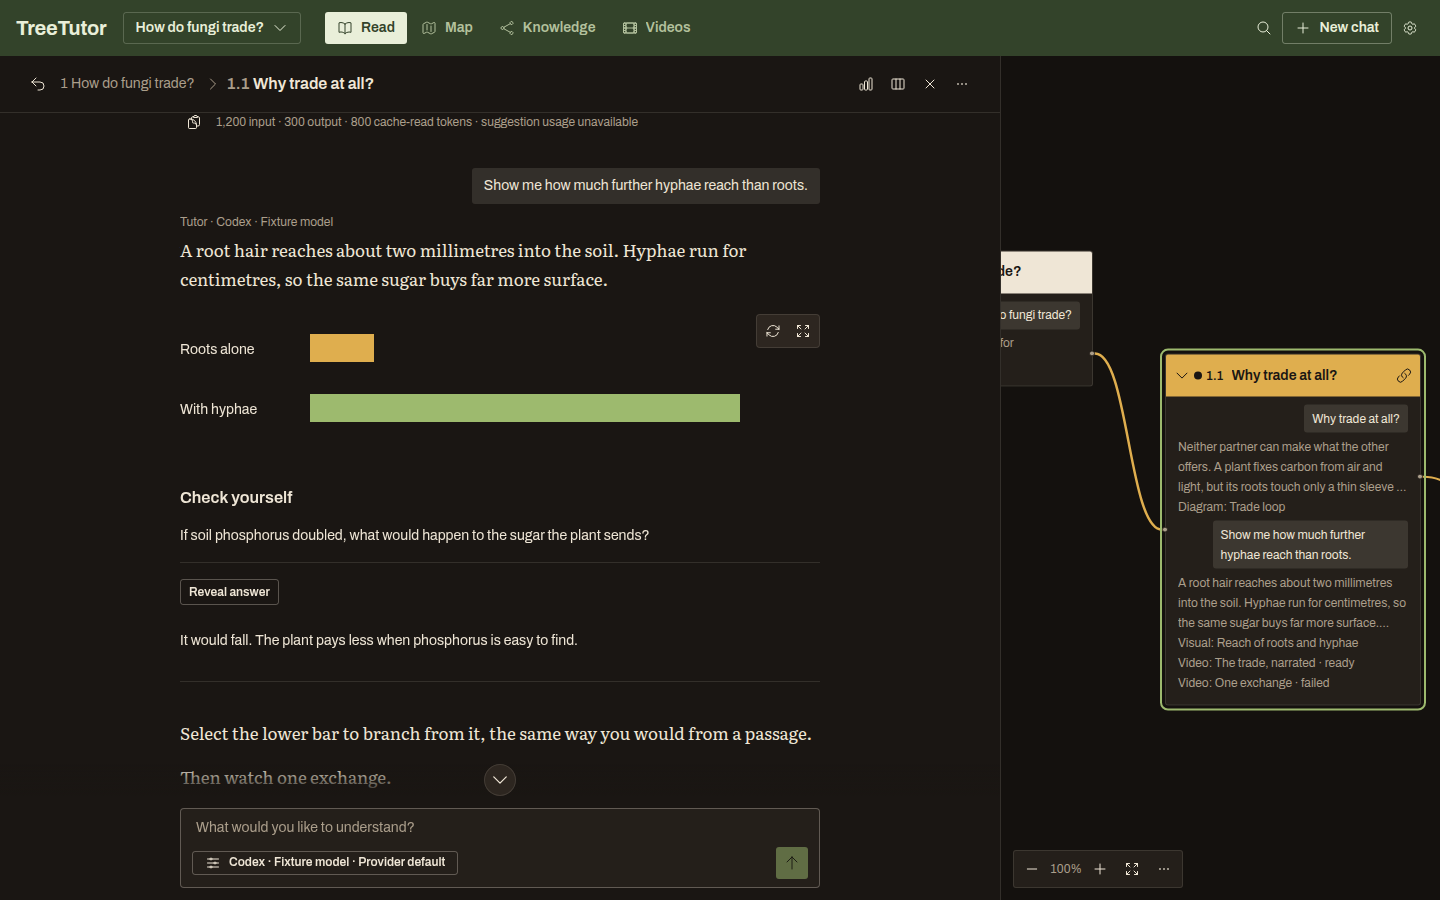 TreeTutor
How do fungi trade?
Read
Map
Knowledge
Videos
New chat
1 How do fungi trade?
1.1 Why trade at all?
1,200 input · 300 output · 800 cache-read tokens · suggestion usage unavailable
Show me how much further hyphae reach than roots.
Tutor · Codex · Fixture model
A root hair reaches about two millimetres into the soil. Hyphae run for
centimetres, so the same sugar buys far more surface.
Roots alone
With hyphae
Check yourself
If soil phosphorus doubled, what would happen to the sugar the plant sends?
Reveal answer
It would fall. The plant pays less when phosphorus is easy to find.
Select the lower bar to branch from it, the same way you would from a passage.
Then watch one exchange.
What would you like to understand?
Codex · Fixture model · Provider default
de?
o fungi trade?
for
1.1 Why trade at all?
Why trade at all?
Neither partner can make what the other
offers. A plant fixes carbon from air and
light, but its roots touch only a thin sleeve ...
Diagram: Trade loop
Show me how much further
hyphae reach than roots.
A root hair reaches about two millimetres
into the soil. Hyphae run for centimetres, so
the same sugar buys far more surface....
Visual: Reach of roots and hyphae
Video: The trade, narrated · ready
Video: One exchange · failed
100%